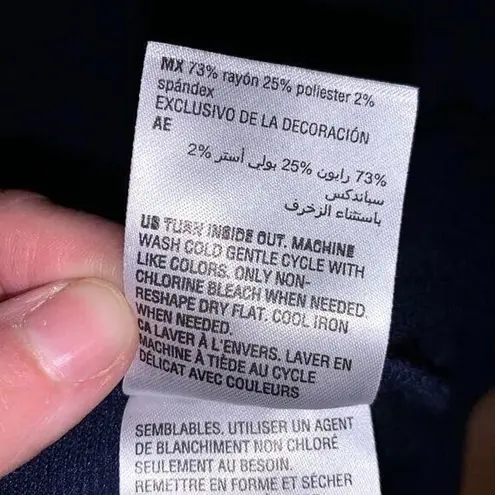 MX 73% rayón 25% poliester 2%
spándex
EXCLUSIVO DE LA DECORACIÓN
AE
73% رايون 25% بولي أستر 2%
سباندكس
باستثناء الزخرف
US TURN INSIDE OUT. MACHINE
WASH COLD GENTLE CYCLE WITH
LIKE COLORS. ONLY NON-
CHLORINE BLEACH WHEN NEEDED.
RESHAPE DRY FLAT. COOL IRON
WHEN NEEDED.
CA LAVER À L'ENVERS. LAVER EN
MACHINE À TIÈDE AU CYCLE
DÉLICAT AVEC COULEURS
SEMBLABLES. UTILISER UN AGENT
DE BLANCHIMENT NON CHLORÉ
SEULEMENT AU BESOIN.
REMETTRE EN FORME ET SÉCHER